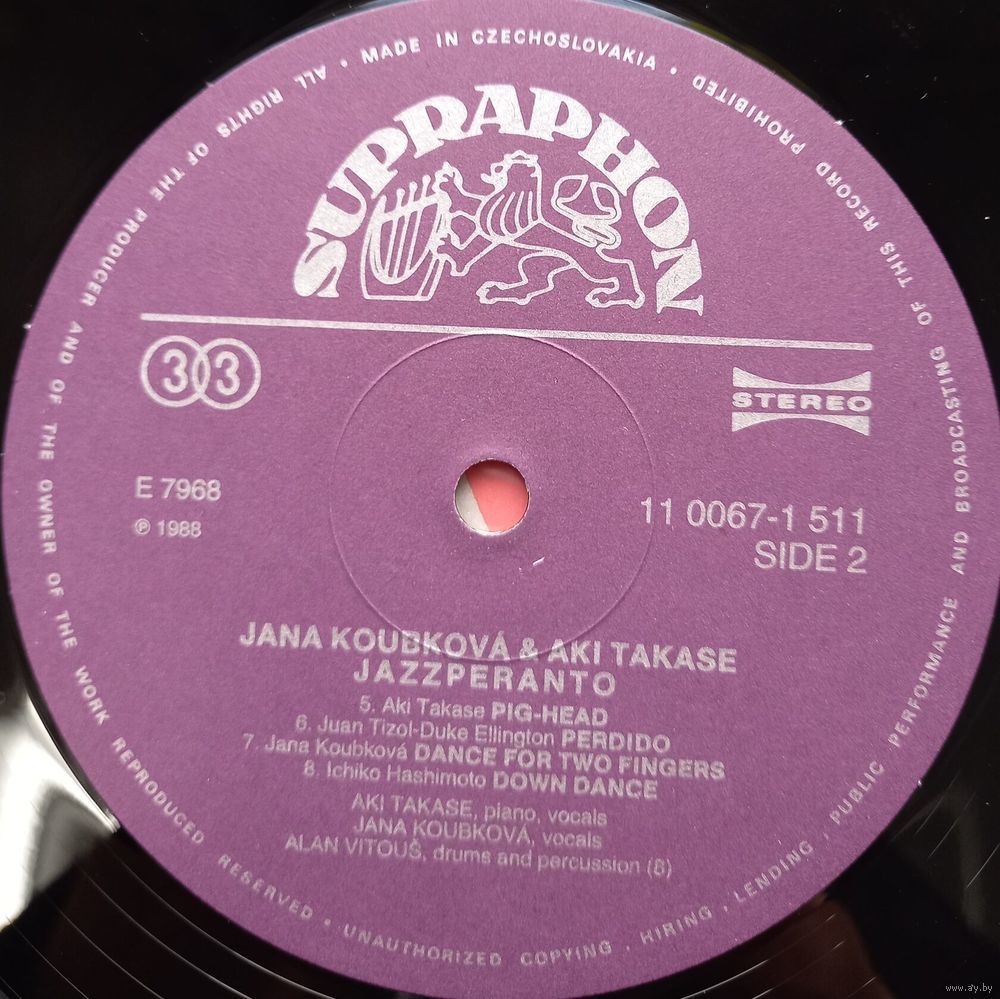 ALL RIGHTS OF THE PRODUCER AND OF THE OWNER OF THE WORK REPRODUCED RESERVED • UNAUTHORIZED COPYING , HIRING , LENDING , PUBLIC PERFORMANCE AND BROADCASTING OF THIS RECORD PROHIBITED • MADE IN CZECHOSLOVAKIA •
SUPRAPHON
33
STEREO
E 7968
℗ 1988
11 0067-1 511
SIDE 2
JANA KOUBKOVÁ & AKI TAKASE
JAZZPERANTO
5. Aki Takase PIG-HEAD
6. Juan Tizol-Duke Ellington PERDIDO
7. Jana Koubková DANCE FOR TWO FINGERS
8. Ichiko Hashimoto DOWN DANCE
AKI TAKASE, piano, vocals
JANA KOUBKOVÁ, vocals
ALAN VITOUŠ, drums and percussion (8)
www.ay.by